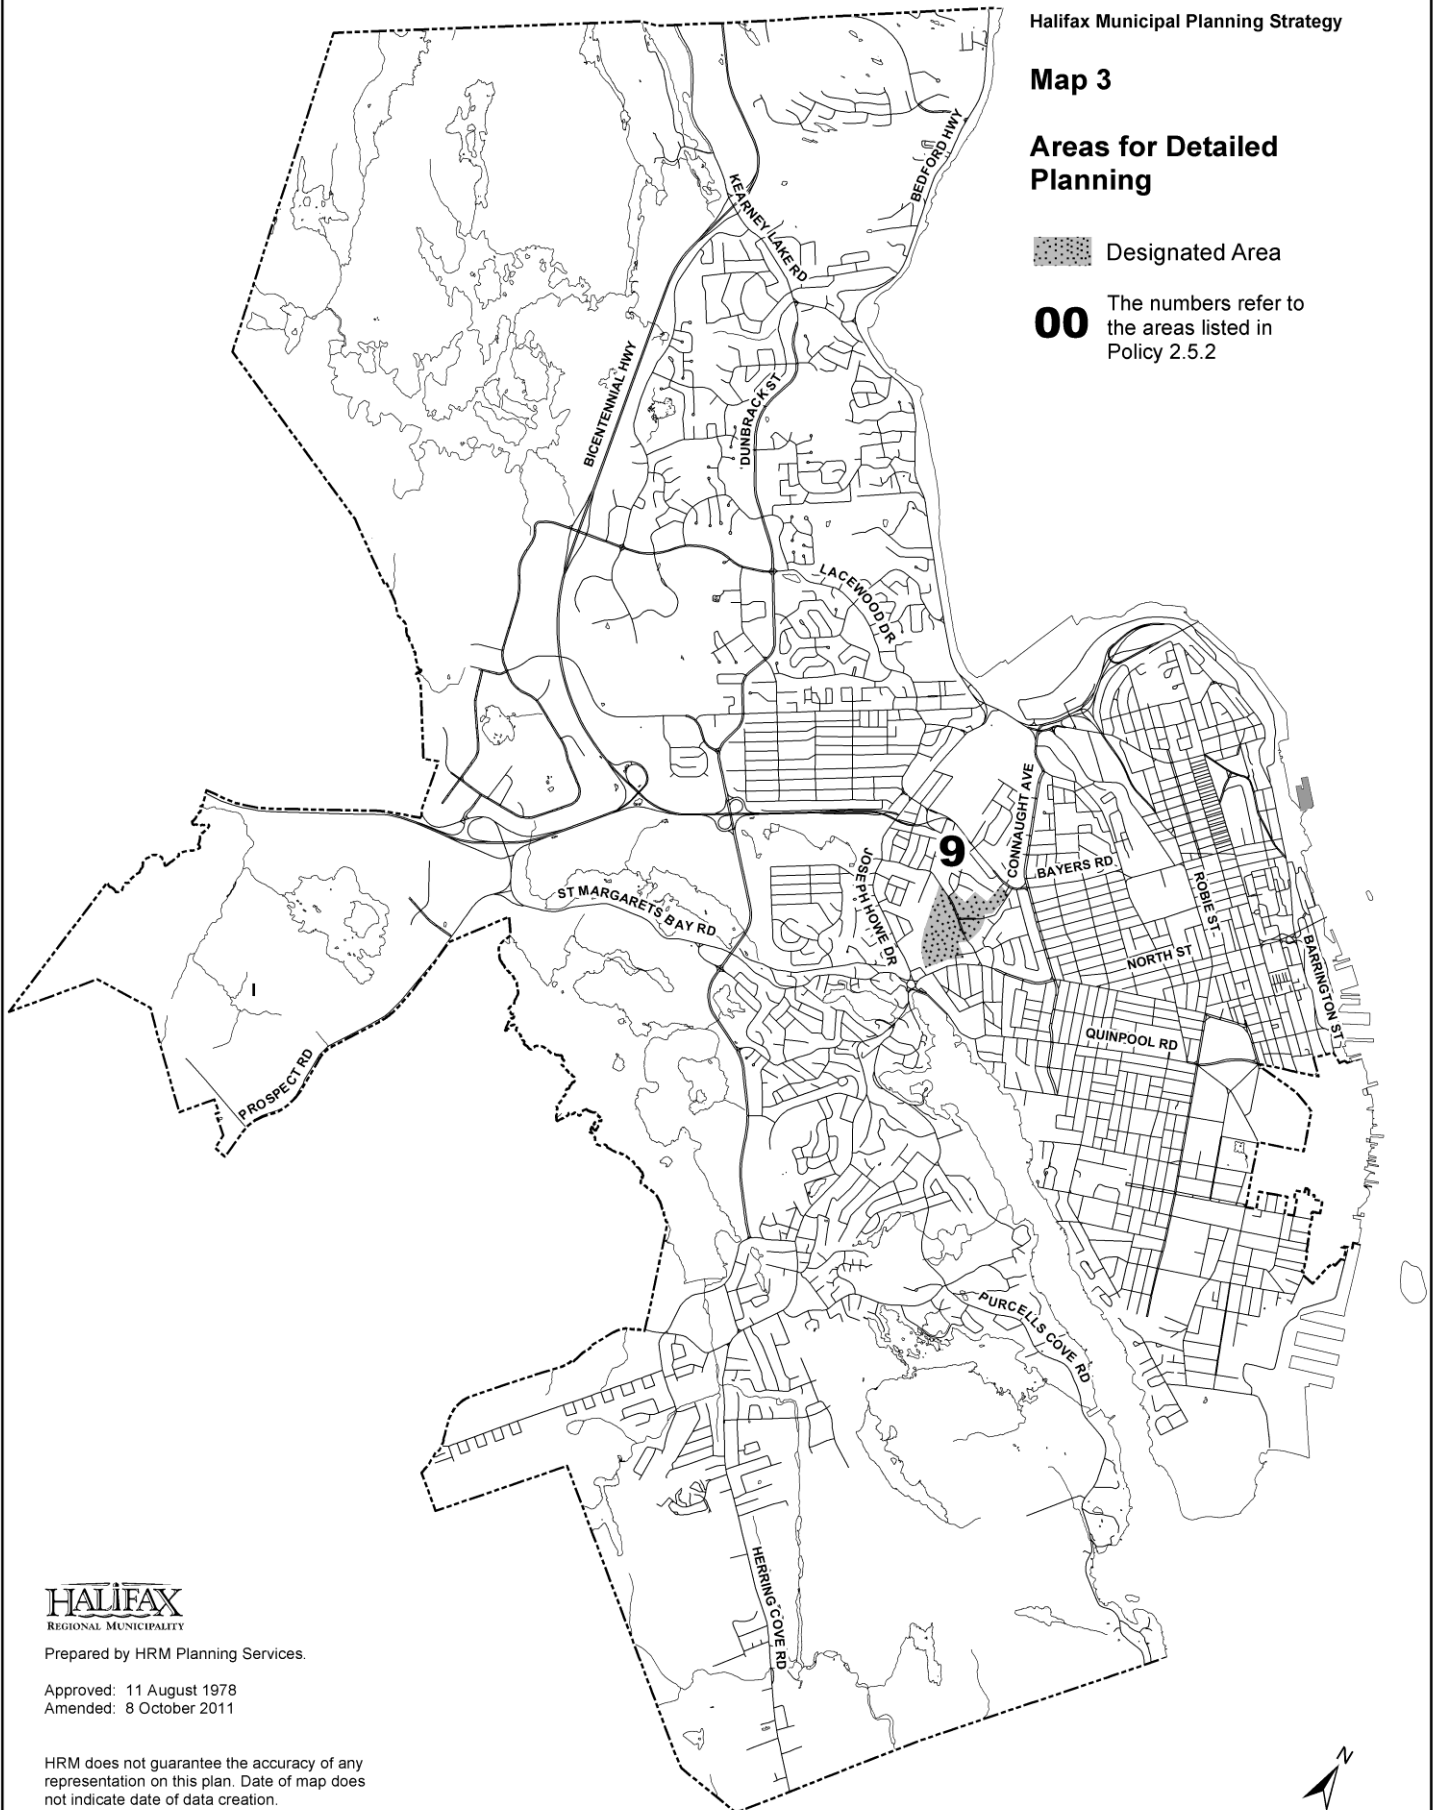 Halifax Municipal Planning Strategy
Map 3
Areas for Detailed
Planning
Designated Area
00
The numbers refer to
the areas listed in
Policy 2.5.2
BEDFORD HWY
KEARNEY LAKE RD
BICENTENNIAL HWY
DUNBRACK ST
LACEWOOD DR
CONNAUGHT AVE
9
BAYERS RD
JOSEPH HOWE DR
ROBIE ST
ST MARGARETS BAY RD
NORTH ST
BARRINGTON ST
QUINPOOL RD
PROSPECT RD
PURCELLS COVE RD
HERRING COVE RD
HALIFAX
REGIONAL MUNICIPALITY
Prepared by HRM Planning Services.
Approved: 11 August 1978
Amended: 8 October 2011
HRM does not guarantee the accuracy of any
representation on this plan. Date of map does
not indicate date of data creation.
N